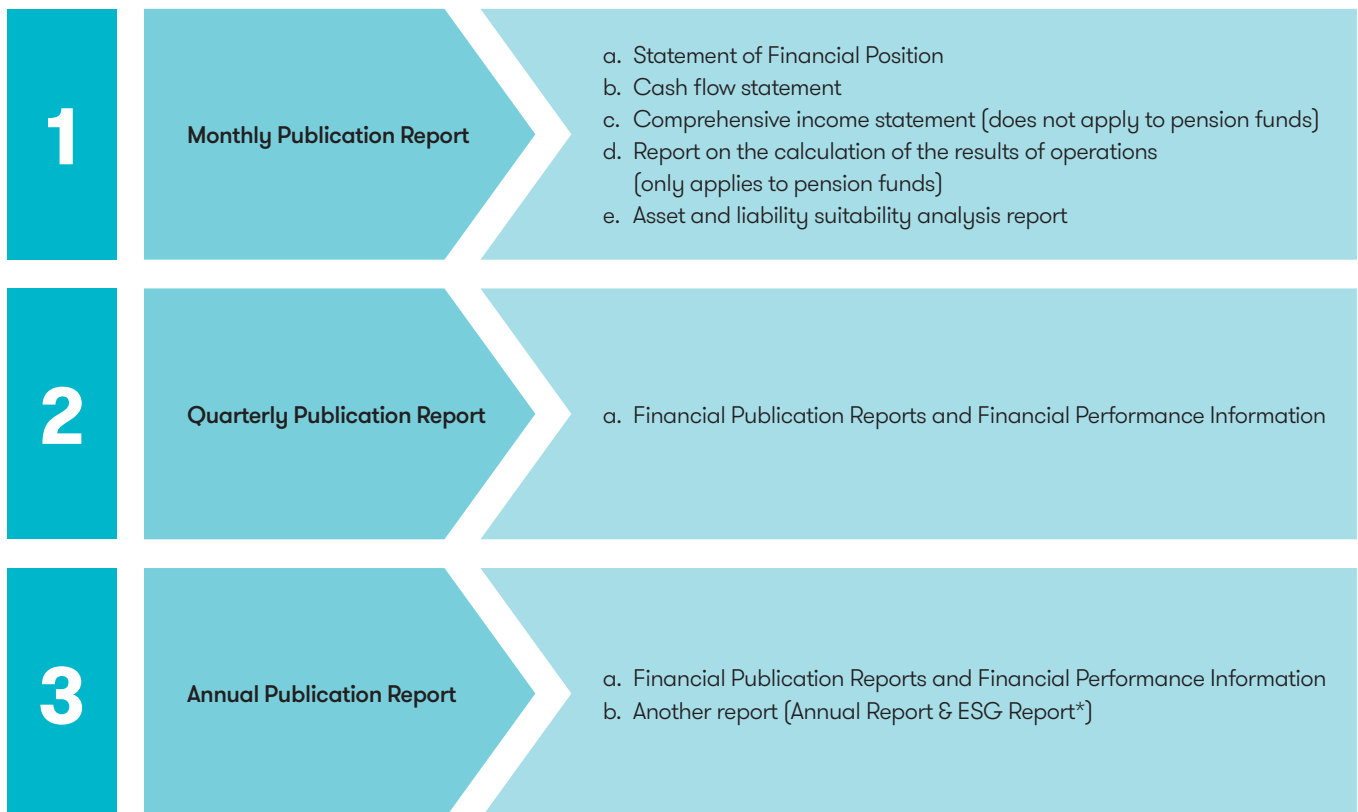 1
Monthly Publication Report
a. Statement of Financial Position
b. Cash flow statement
c. Comprehensive income statement (does not apply to pension funds)
d. Report on the calculation of the results of operations
(only applies to pension funds)
e. Asset and liability suitability analysis report
2
Quarterly Publication Report
a. Financial Publication Reports and Financial Performance Information
3
Annual Publication Report
a. Financial Publication Reports and Financial Performance Information
b. Another report (Annual Report & ESG Report*)